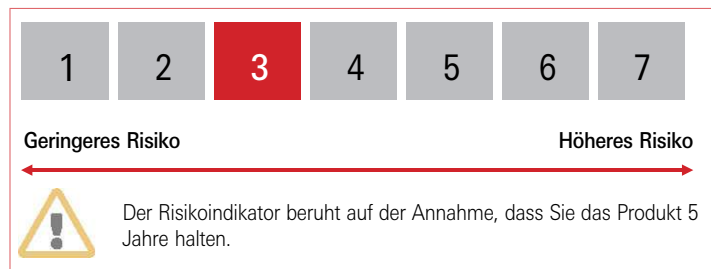 1 2 3 4 5 6 7
Geringeres Risiko Höheres Risiko
Der Risikoindikator beruht auf der Annahme, dass Sie das Produkt 5
Jahre halten.